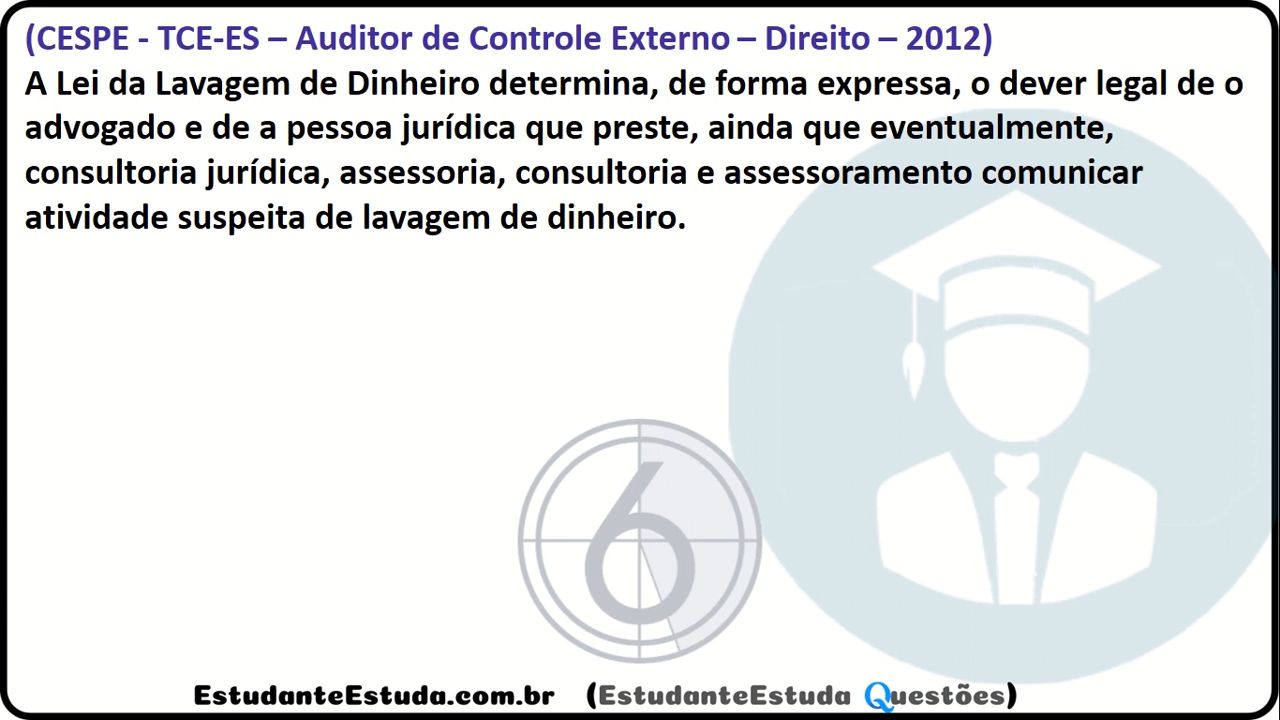 (CESPE - TCE-ES – Auditor de Controle Externo – Direito – 2012)
A Lei da Lavagem de Dinheiro determina, de forma expressa, o dever legal de o
advogado e de a pessoa jurídica que preste, ainda que eventualmente,
consultoria jurídica, assessoria, consultoria e assessoramento comunicar
atividade suspeita de lavagem de dinheiro.
6
EstudanteEstuda.com.br (EstudanteEstuda Questões)